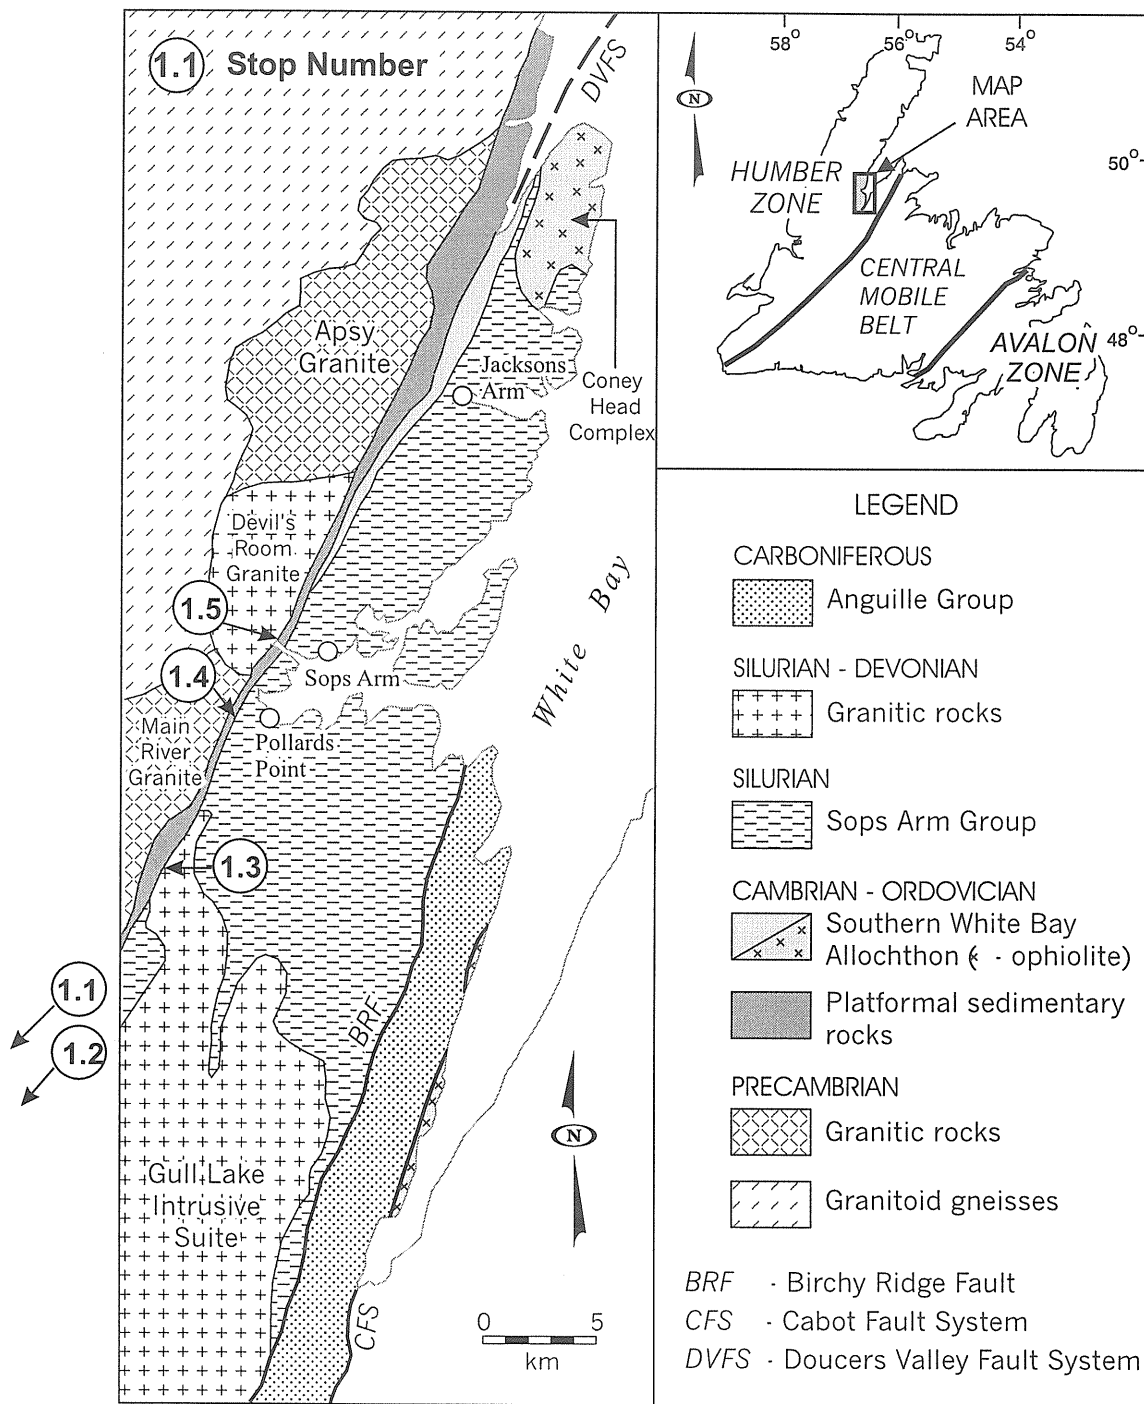 1.1 Stop Number
DVFS
Apsy
Granite
Jacksons
Arm
Coney
Head
Complex
Devil's
Room
Granite
1.5
Sops Arm
1.4
White Bay
Main
River
Granite
Pollards
Point
1.3
1.1
1.2
BRF
N
Gull Lake
Intrusive
Suite
CFS
0 5
km
58° 56° 54°
N
MAP
AREA
50°
HUMBER
ZONE
CENTRAL
MOBILE
BELT
48°
AVALON
ZONE
LEGEND
CARBONIFEROUS
Anguille Group
SILURIAN - DEVONIAN
Granitic rocks
SILURIAN
Sops Arm Group
CAMBRIAN - ORDOVICIAN
Southern White Bay
Allochthon (x - ophiolite)
Platformal sedimentary
rocks
PRECAMBRIAN
Granitic rocks
Granitoid gneisses
BRF - Birchy Ridge Fault
CFS - Cabot Fault System
DVFS - Doucers Valley Fault System